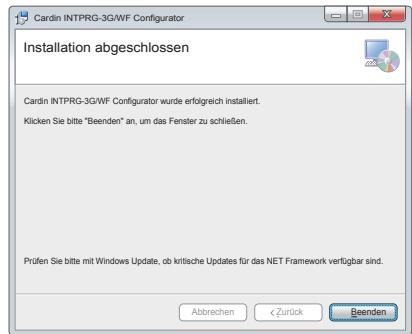 Cardin INTPRG-3G/WF Configurator
Installation abgeschlossen
Cardin INTPRG-3G/WF Configurator wurde erfolgreich installiert.
Klicken Sie bitte "Beenden" an, um das Fenster zu schließen.
Prüfen Sie bitte mit Windows Update, ob kritische Updates für das NET Framework verfügbar sind.
Abbrechen
<Zurück
Beenden